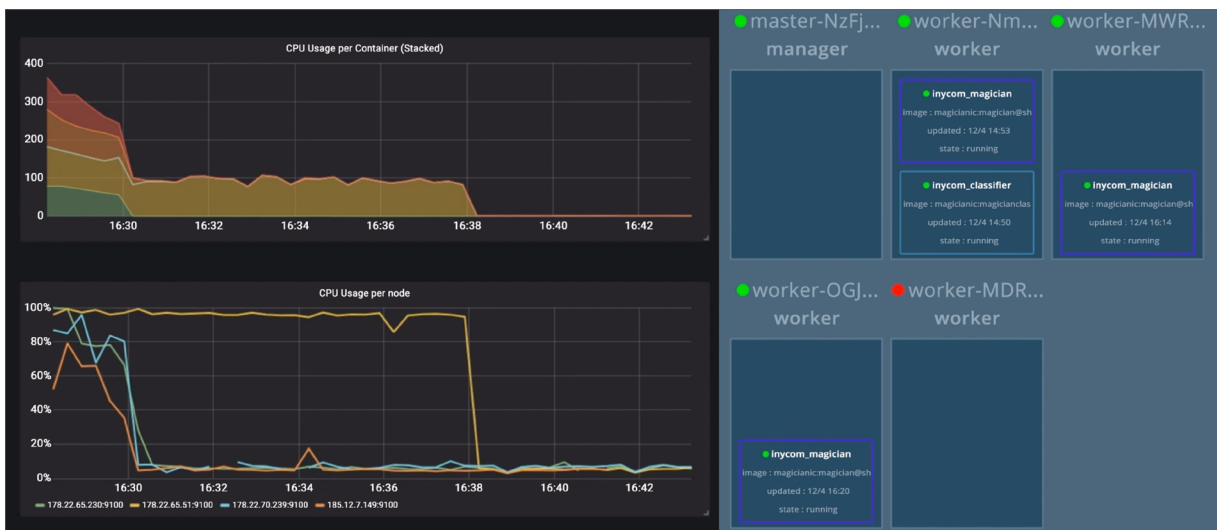 CPU Usage per Container (Stacked)
400
300
200
100
0
16:30 16:32 16:34 16:36 16:38 16:40 16:42
CPU Usage per node
100%
80%
60%
40%
20%
0%
16:30 16:32 16:34 16:36 16:38 16:40 16:42
178.22.65.230:9100 178.22.65.51:9100 178.22.70.239:9100 185.12.7.149:9100
master-NzFj...
manager
worker-Nm...
worker
inycom_magician
image : magicianic:magician@sh
updated : 12/4 14:53
state : running
inycom_classifier
image : magicianic:magicianclas
updated : 12/4 14:50
state : running
worker-MWR...
worker
inycom_magician
image : magicianic:magician@sh
updated : 12/4 16:14
state : running
worker-OGJ...
worker
inycom_magician
image : magicianic:magician@sh
updated : 12/4 16:20
state : running
worker-MDR...
worker